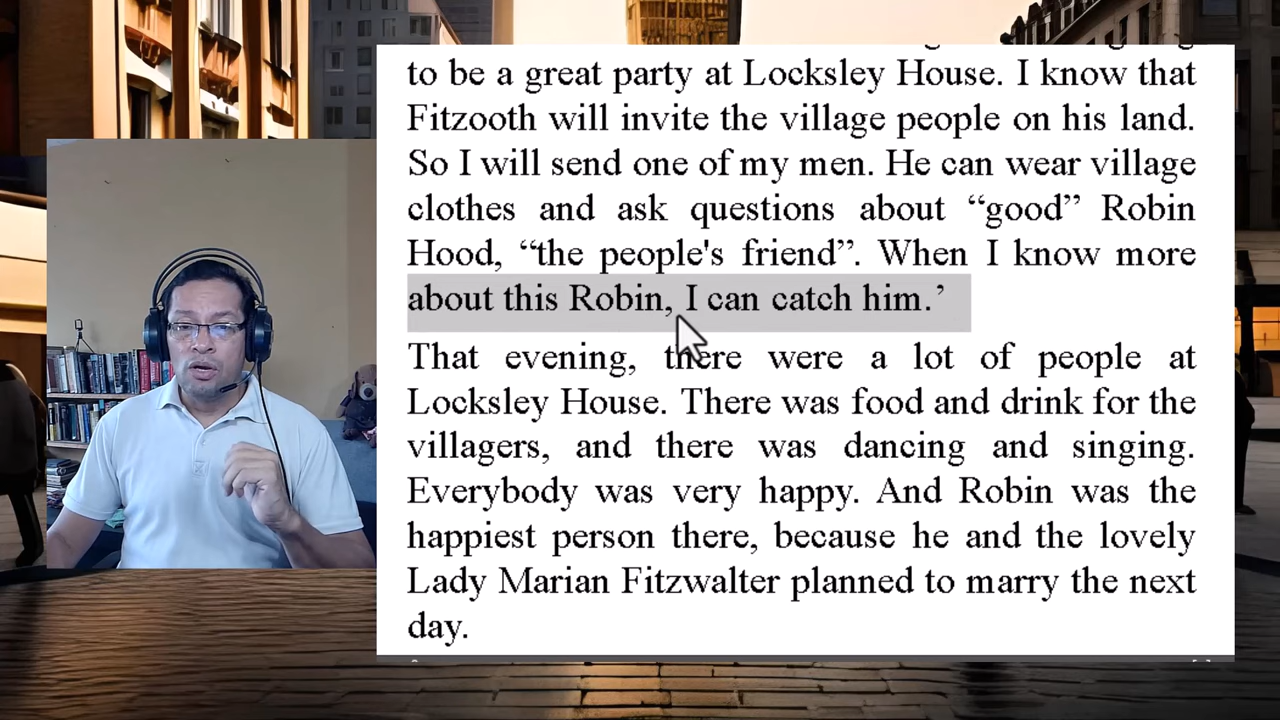 to be a great party at Locksley House. I know that
Fitzooth will invite the village people on his land.
So I will send one of my men. He can wear village
clothes and ask questions about “good” Robin
Hood, “the people's friend”. When I know more
about this Robin, I can catch him.’
That evening, there were a lot of people at
Locksley House. There was food and drink for the
villagers, and there was dancing and singing.
Everybody was very happy. And Robin was the
happiest person there, because he and the lovely
Lady Marian Fitzwalter planned to marry the next
day.